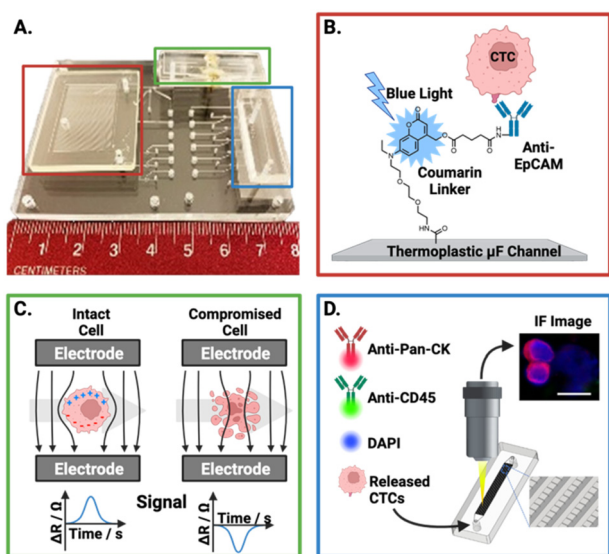 A.
1 2 3 4 5 6 7 8
CENTIMETERS
B.
CTC
Blue Light
O
O
O
O
O
NH
Anti-
EpCAM
Coumarin
Linker
N
O
O
NH
O
Thermoplastic µF Channel
C.
Intact
Cell
Compromised
Cell
Electrode
Electrode
Electrode
Electrode
Signal
ΔR / Ω
Time / s
ΔR / Ω
Time / s
D.
IF Image
Anti-Pan-CK
Anti-CD45
DAPI
Released
CTCs